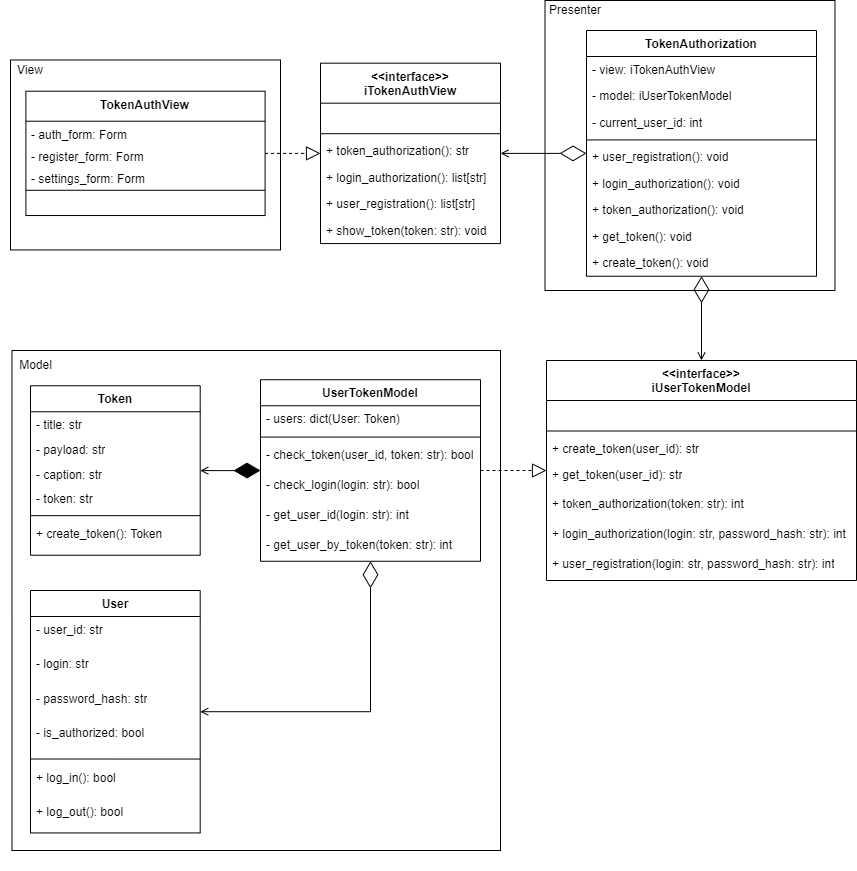 Presenter
TokenAuthorization
- view: iTokenAuthView
- model: iUserTokenModel
- current_user_id: int
+ user_registration(): void
+ login_authorization(): void
+ token_authorization(): void
+ get_token(): void
+ create_token(): void
View
TokenAuthView
- auth_form: Form
- register_form: Form
- settings_form: Form
<<interface>>
iTokenAuthView
+ token_authorization(): str
+ login_authorization(): list[str]
+ user_registration(): list[str]
+ show_token(token: str): void
Model
Token
- title: str
- payload: str
- caption: str
- token: str
+ create_token(): Token
UserTokenModel
- users: dict(User: Token)
- check_token(user_id, token: str): bool
- check_login(login: str): bool
- get_user_id(login: str): int
- get_user_by_token(token: str): int
<<interface>>
iUserTokenModel
+ create_token(user_id): str
+ get_token(user_id): str
+ token_authorization(token: str): int
+ login_authorization(login: str, password_hash: str): int
+ user_registration(login: str, password_hash: str): int
User
- user_id: str
- login: str
- password_hash: str
- is_authorized: bool
+ log_in(): bool
+ log_out(): bool